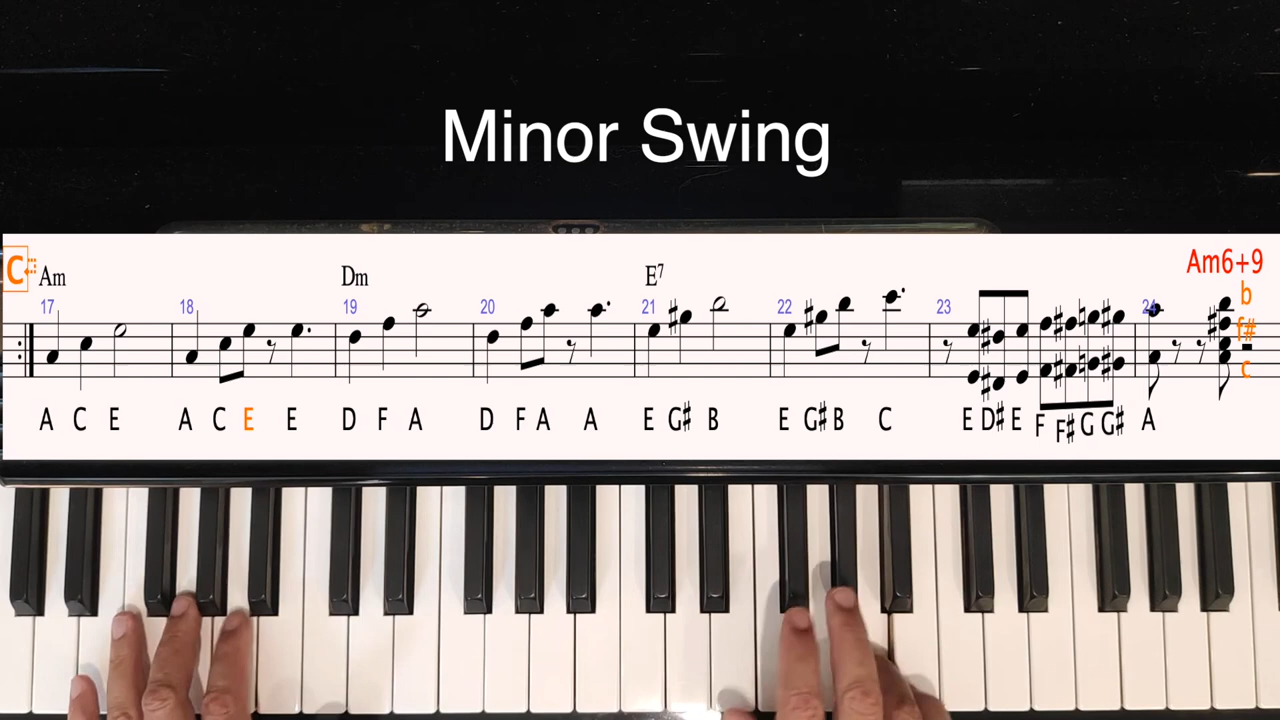 Minor Swing
C Am Dm E7 Am6+9
17 18 19 20 21 22 23 24 b
f#
c
A C E A C E E D F A D F A A E G# B E G# B C E D# E F F# G G# A